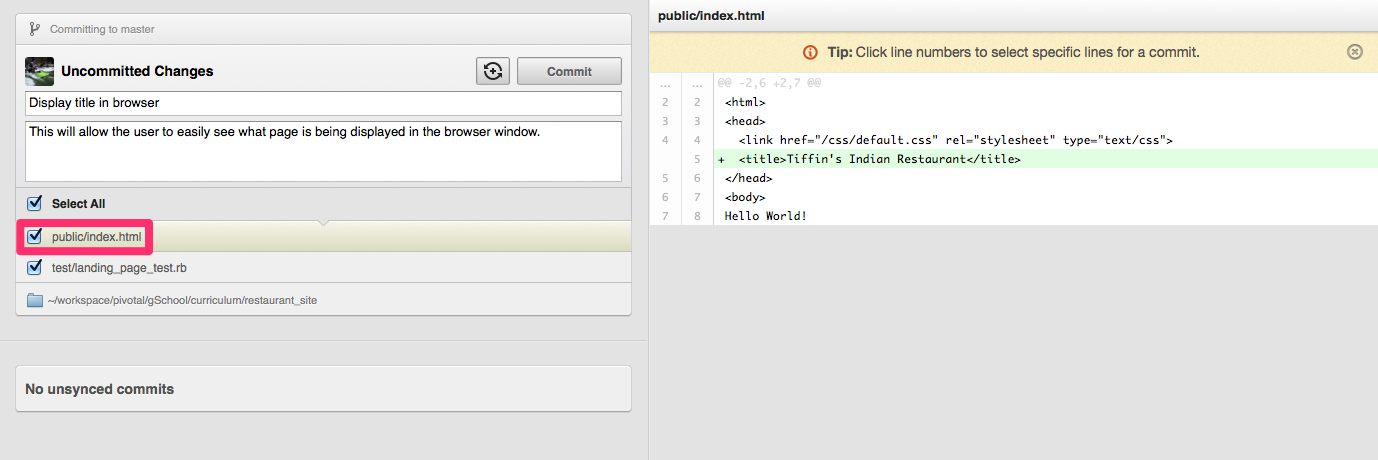 Committing to master
Uncommitted Changes
Commit
Display title in browser
This will allow the user to easily see what page is being displayed in the browser window.
Select All
public/index.html
test/landing_page_test.rb
~/workspace/pivotal/gSchool/curriculum/restaurant_site
No unsynced commits
public/index.html
Tip: Click line numbers to select specific lines for a commit.
... ... @@ -2,6 +2,7 @@
2 2 <html>
3 3 <head>
4 4 <link href="/css/default.css" rel="stylesheet" type="text/css">
5 + <title>Tiffin's Indian Restaurant</title>
5 6 </head>
6 7 <body>
7 8 Hello World!